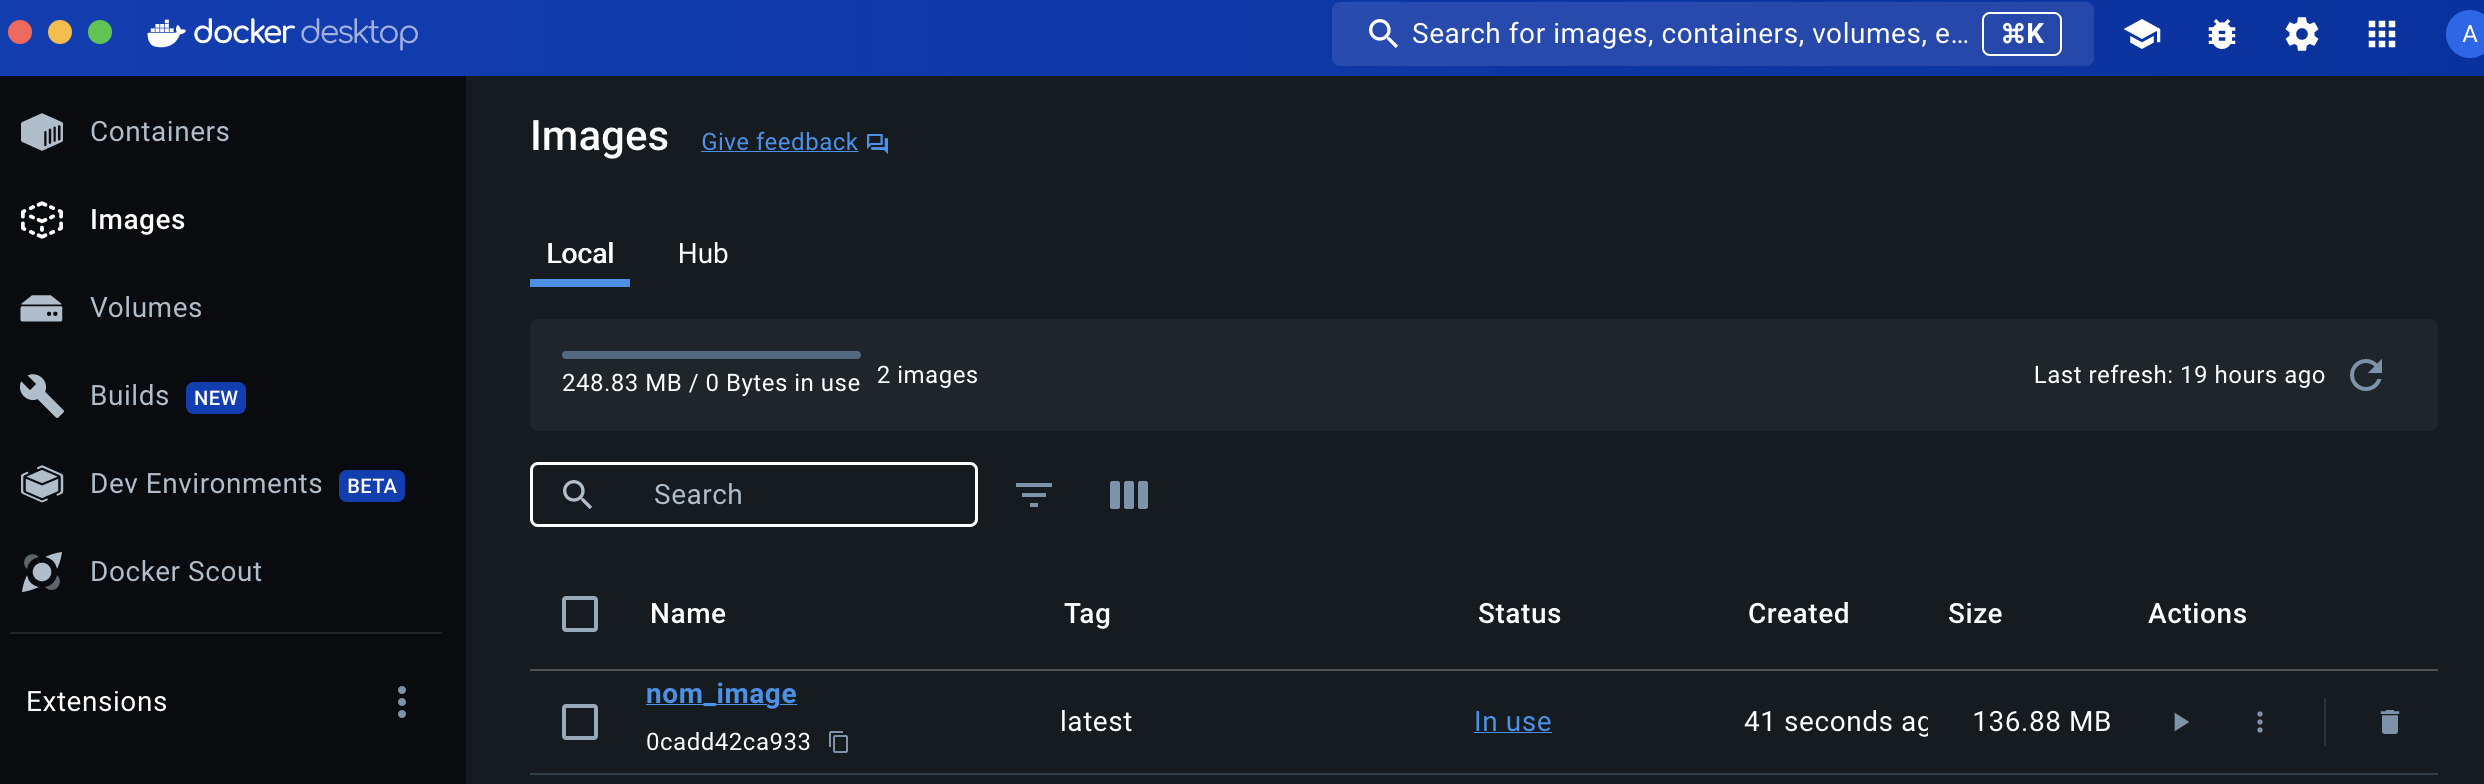 docker desktop
Search for images, containers, volumes, e... ⌘K
A
Containers
Images
Volumes
Builds NEW
Dev Environments BETA
Docker Scout
Extensions
Images Give feedback
Local Hub
248.83 MB / 0 Bytes in use 2 images Last refresh: 19 hours ago
Search
Name Tag Status Created Size Actions
nom_image
latest In use 41 seconds ag 136.88 MB
0cadd42ca933